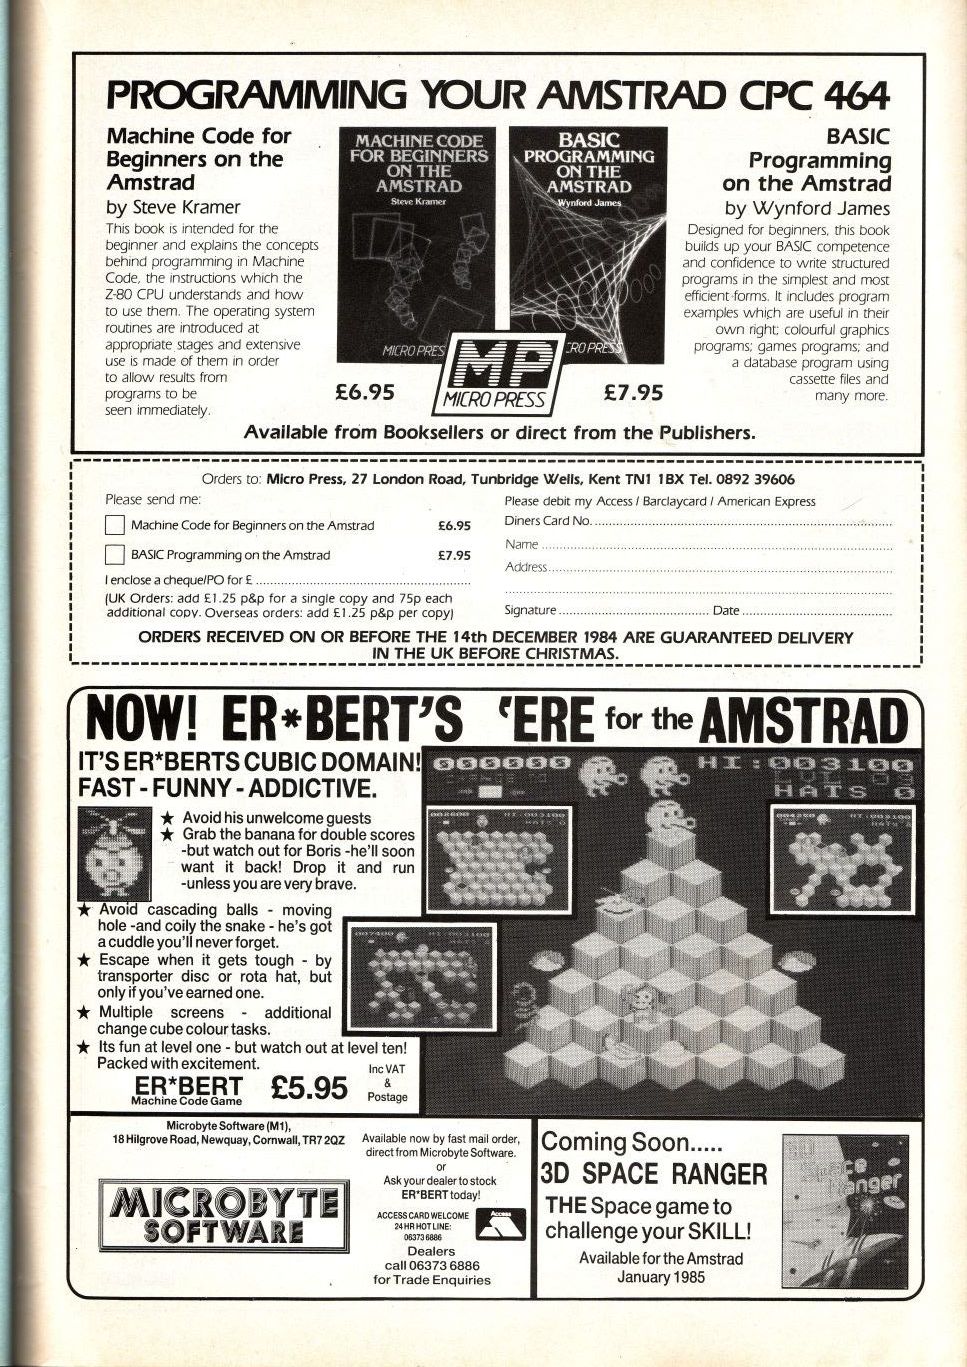 PROGRAMMING YOUR AMSTRAD CPC 464
Machine Code for
Beginners on the
Amstrad
by Steve Kramer
This book is intended for the
beginner and explains the concepts
behind programming in Machine
Code, the instructions which the
Z-80 CPU understands and how
to use them. The operating system
routines are introduced at
appropriate stages and extensive
use is made of them in order
to allow results from
programs to be
seen immediately.
MACHINE CODE
FOR BEGINNERS
ON THE
AMSTRAD
Steve Kramer
MICRO PRES
£6.95
BASIC
PROGRAMMING
ON THE
AMSTRAD
Wynford James
CRO PRESS
£7.95
MP
MICRO PRESS
BASIC
Programming
on the Amstrad
by Wynford James
Designed for beginners, this book
builds up your BASIC competence
and confidence to write structured
programs in the simplest and most
efficient forms. It includes program
examples which are useful in their
own right; colourful graphics
programs; games programs; and
a database program using
cassette files and
many more.
Available from Booksellers or direct from the Publishers.
Orders to: Micro Press, 27 London Road, Tunbridge Wells, Kent TN1 1BX Tel. 0892 39606
Please send me:
Machine Code for Beginners on the Amstrad £6.95
BASIC Programming on the Amstrad £7.95
I enclose a cheque/PO for £
(UK Orders: add £1.25 p&p for a single copy and 75p each
additional copy. Overseas orders: add £1.25 p&p per copy)
Please debit my Access / Barclaycard / American Express
Diners Card No.
Name
Address
Signature Date
ORDERS RECEIVED ON OR BEFORE THE 14th DECEMBER 1984 ARE GUARANTEED DELIVERY
IN THE UK BEFORE CHRISTMAS.
NOW! ER*BERT'S 'ERE for the AMSTRAD
IT'S ER*BERTS CUBIC DOMAIN!
FAST - FUNNY - ADDICTIVE.
★ Avoid his unwelcome guests
★ Grab the banana for double scores
-but watch out for Boris -he'll soon
want it back! Drop it and run
-unless you are very brave.
★ Avoid cascading balls - moving
hole -and coily the snake - he's got
a cuddle you'll never forget.
★ Escape when it gets tough - by
transporter disc or rota hat, but
only if you've earned one.
★ Multiple screens - additional
change cube colour tasks.
★ Its fun at level one - but watch out at level ten!
Packed with excitement.
ER*BERT
Machine Code Game
£5.95
Inc VAT
&
Postage
000000
HI:003100
LVL 03
HATS 0
002600 HI:003100
004200 HI:003100
007400 HI:003100
Microbyte Software (M1),
18 Hilgrove Road, Newquay, Cornwall, TR7 2QZ
MICROBYTE
SOFTWARE
Available now by fast mail order,
direct from Microbyte Software.
or
Ask your dealer to stock
ER*BERT today!
ACCESS CARD WELCOME
24 HR HOT LINE:
06373 6886
Access
Dealers
call 06373 6886
for Trade Enquiries
Coming Soon.....
3D SPACE RANGER
THE Space game to
challenge your SKILL!
Available for the Amstrad
January 1985
3D
Space
Ranger